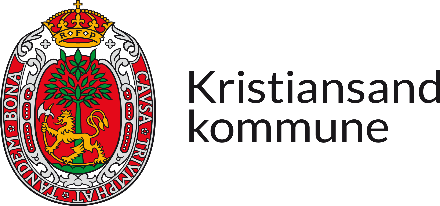 R·F·D·P
TANDEM BONA CAVSA TRIVMPHAT
Kristiansand
kommune